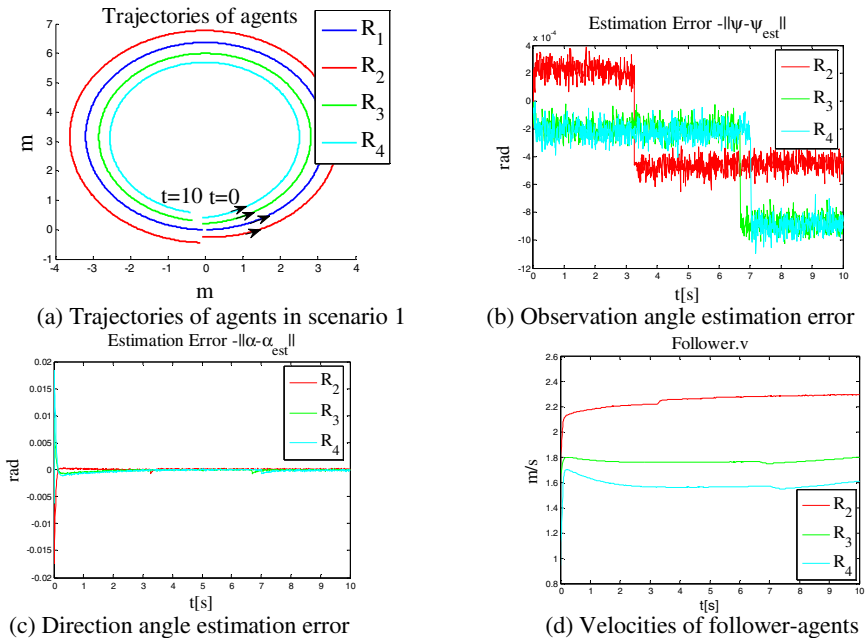 Trajectories of agents
7
6
5
4
3
2
1
0
-1
m
-4 -3 -2 -1 0 1 2 3 4
m
R1
R2
R3
R4
t=10 t=0
(a) Trajectories of agents in scenario 1
Estimation Error -||ψ-ψest||
x 10-4
4
2
0
-2
-4
-6
-8
-10
-12
rad
0 1 2 3 4 5 6 7 8 9 10
t[s]
R2
R3
R4
(b) Observation angle estimation error
Estimation Error -||α-αest||
0.02
0.015
0.01
0.005
0
-0.005
-0.01
-0.015
-0.02
rad
0 1 2 3 4 5 6 7 8 9 10
t[s]
R2
R3
R4
(c) Direction angle estimation error
Follower.v
2.6
2.4
2.2
2
1.8
1.6
1.4
1.2
1
0.8
m/s
0 1 2 3 4 5 6 7 8 9 10
t[s]
R2
R3
R4
(d) Velocities of follower-agents